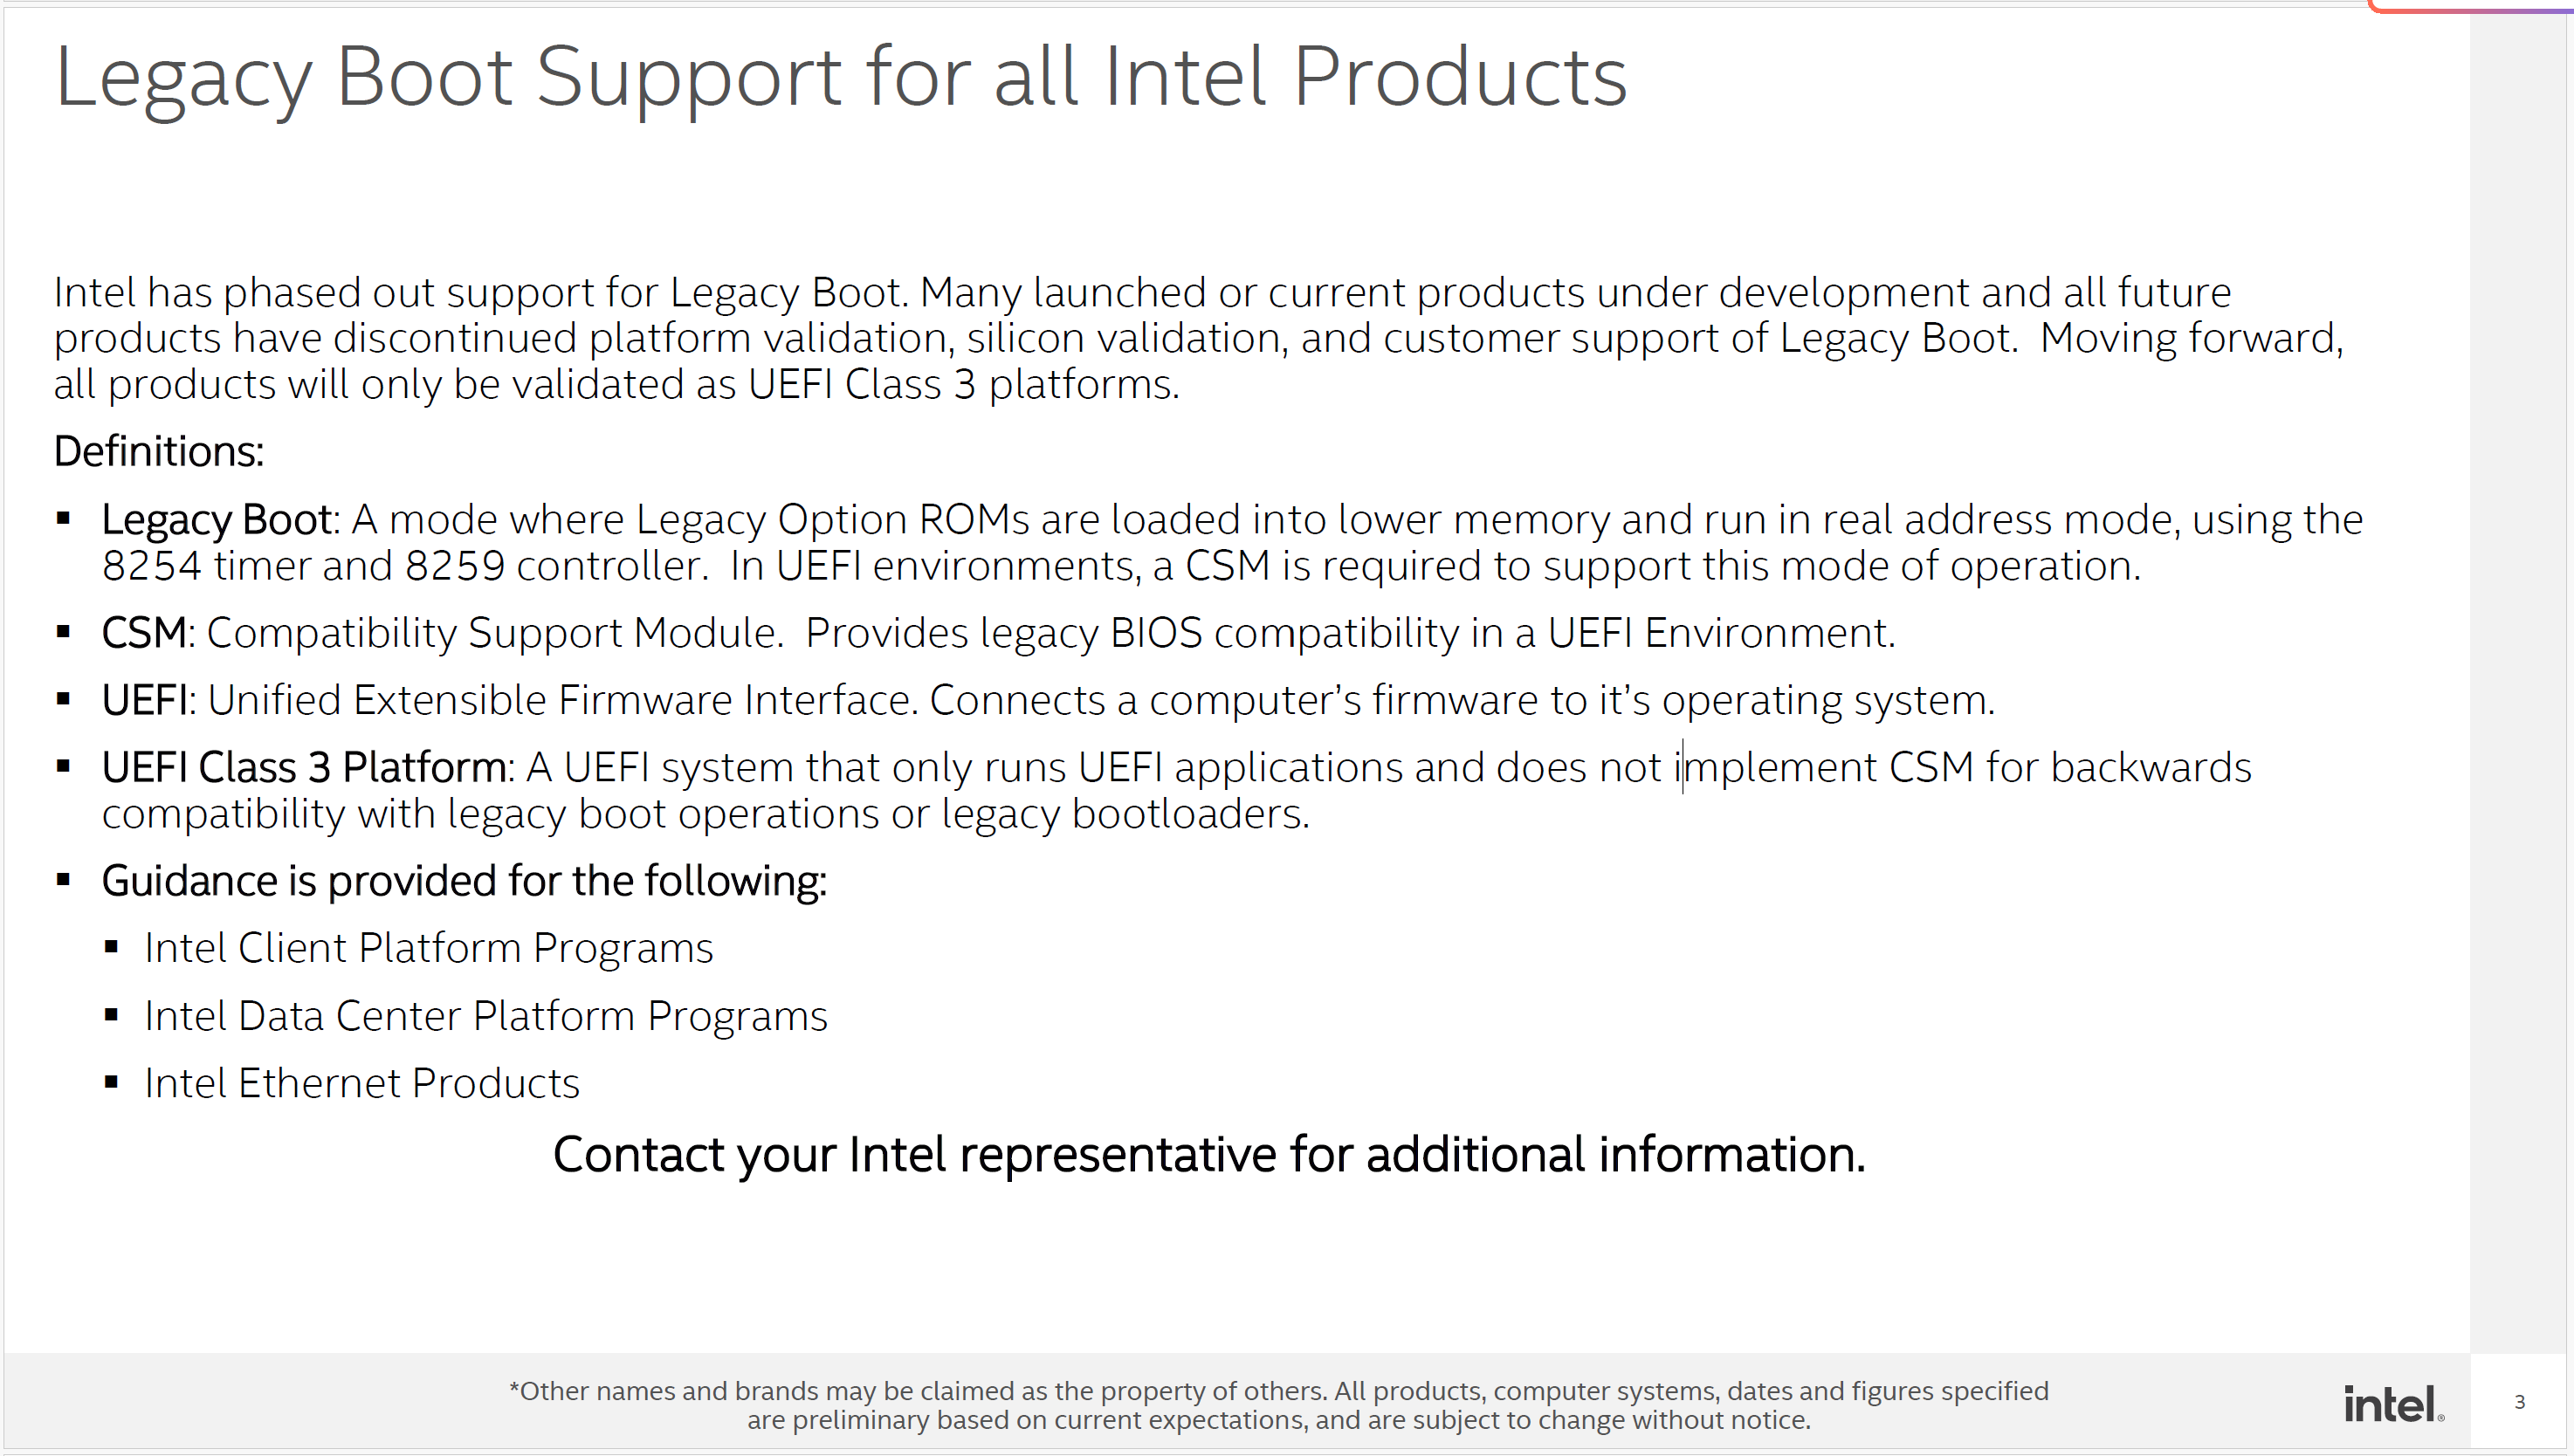 Legacy Boot Support for all Intel Products
Intel has phased out support for Legacy Boot. Many launched or current products under development and all future
products have discontinued platform validation, silicon validation, and customer support of Legacy Boot.  Moving forward,
all products will only be validated as UEFI Class 3 platforms.
Definitions:
▪ Legacy Boot: A mode where Legacy Option ROMs are loaded into lower memory and run in real address mode, using the
8254 timer and 8259 controller.  In UEFI environments, a CSM is required to support this mode of operation.
▪ CSM: Compatibility Support Module.  Provides legacy BIOS compatibility in a UEFI Environment.
▪ UEFI: Unified Extensible Firmware Interface. Connects a computer’s firmware to it’s operating system.
▪ UEFI Class 3 Platform: A UEFI system that only runs UEFI applications and does not implement CSM for backwards
compatibility with legacy boot operations or legacy bootloaders.
▪ Guidance is provided for the following:
▪ Intel Client Platform Programs
▪ Intel Data Center Platform Programs
▪ Intel Ethernet Products
Contact your Intel representative for additional information.
*Other names and brands may be claimed as the property of others. All products, computer systems, dates and figures specified
are preliminary based on current expectations, and are subject to change without notice.
intel®
3